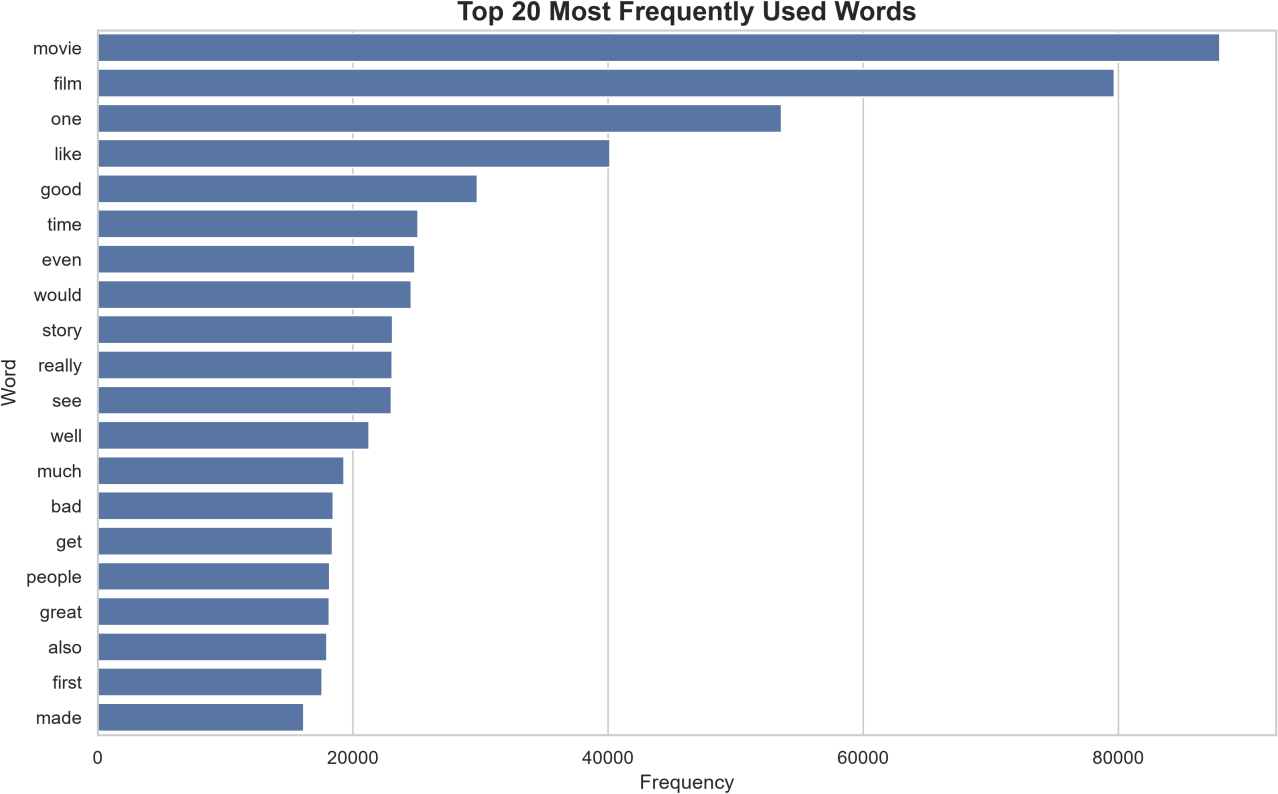 Top 20 Most Frequently Used Words
movie
film
one
like
good
time
even
would
story
really
see
well
much
bad
get
people
great
also
first
made
Word
0 20000 40000 60000 80000
Frequency